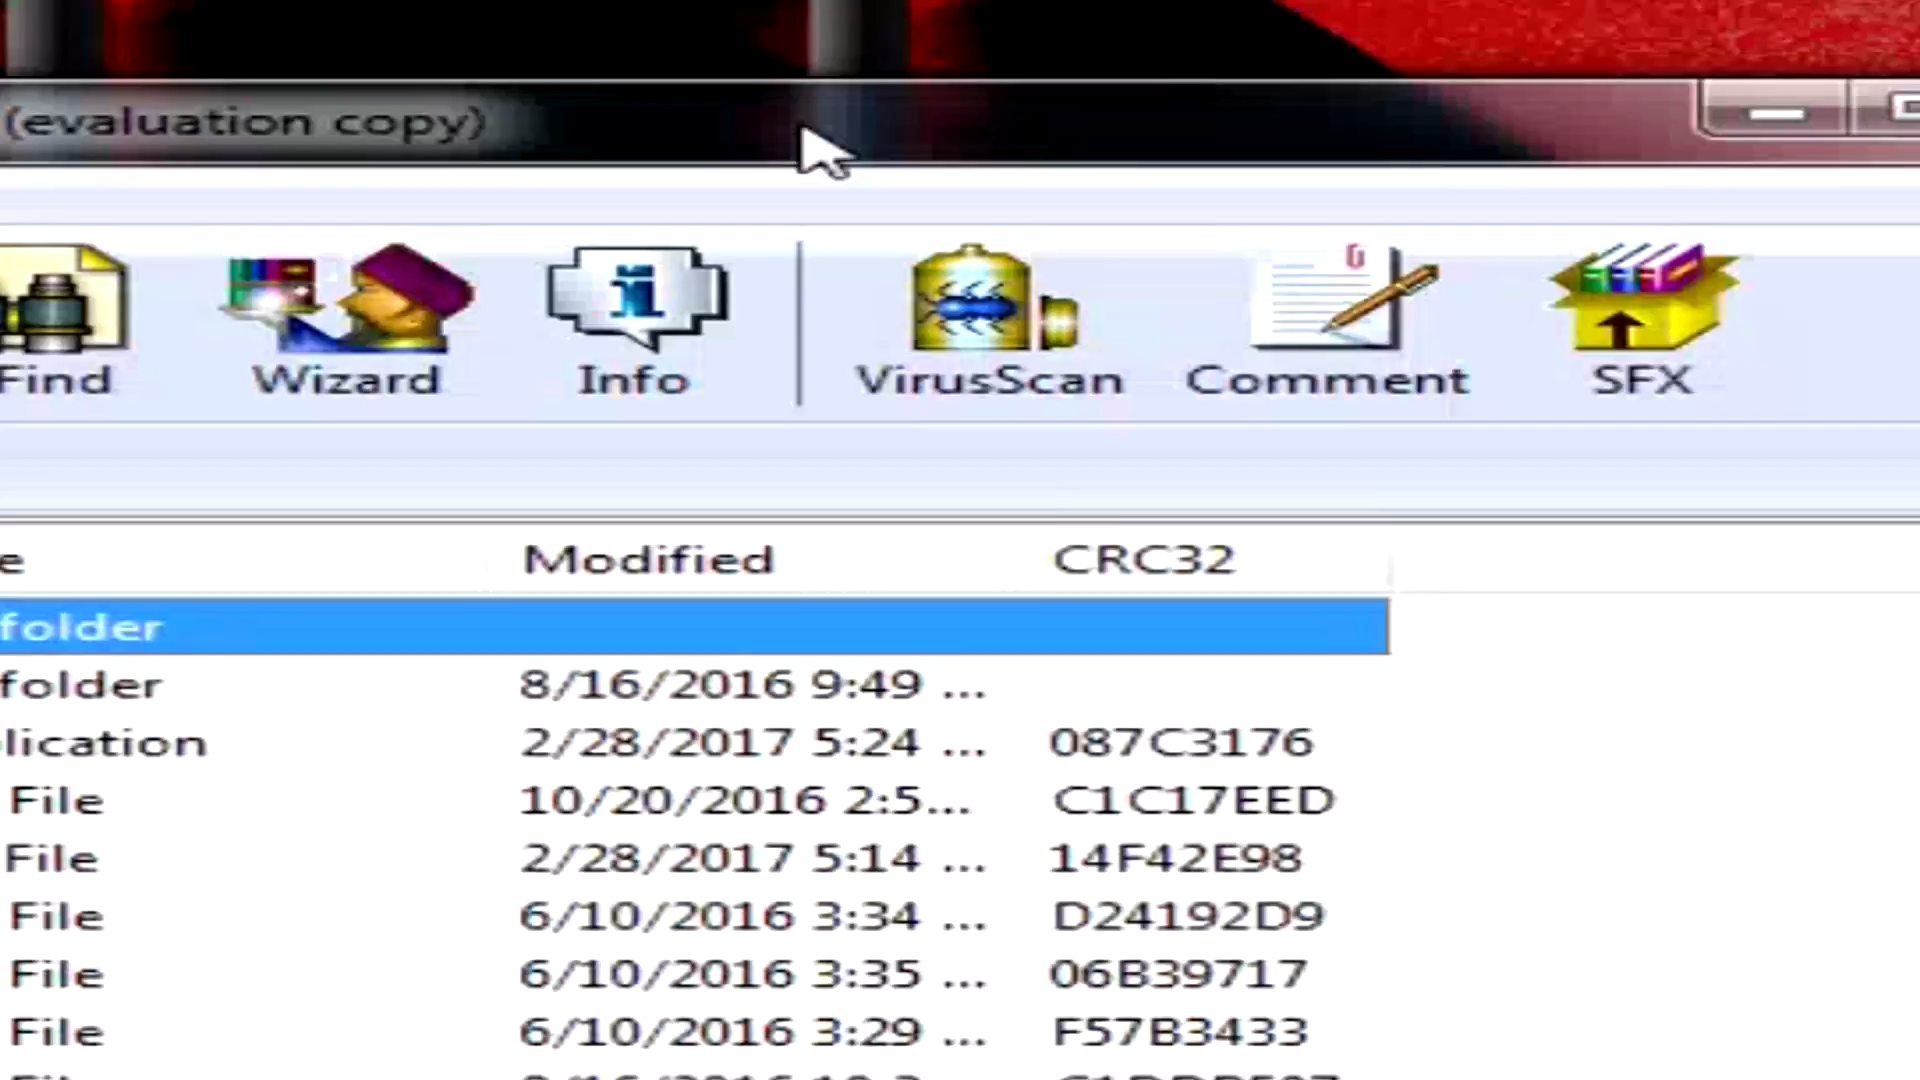 (evaluation copy)
Find Wizard Info VirusScan Comment SFX
e Modified CRC32
folder
folder 8/16/2016 9:49 ...
lication 2/28/2017 5:24 ... 087C3176
File 10/20/2016 2:5... C1C17EED
File 2/28/2017 5:14 ... 14F42E98
File 6/10/2016 3:34 ... D24192D9
File 6/10/2016 3:35 ... 06B39717
File 6/10/2016 3:29 ... F57B3433